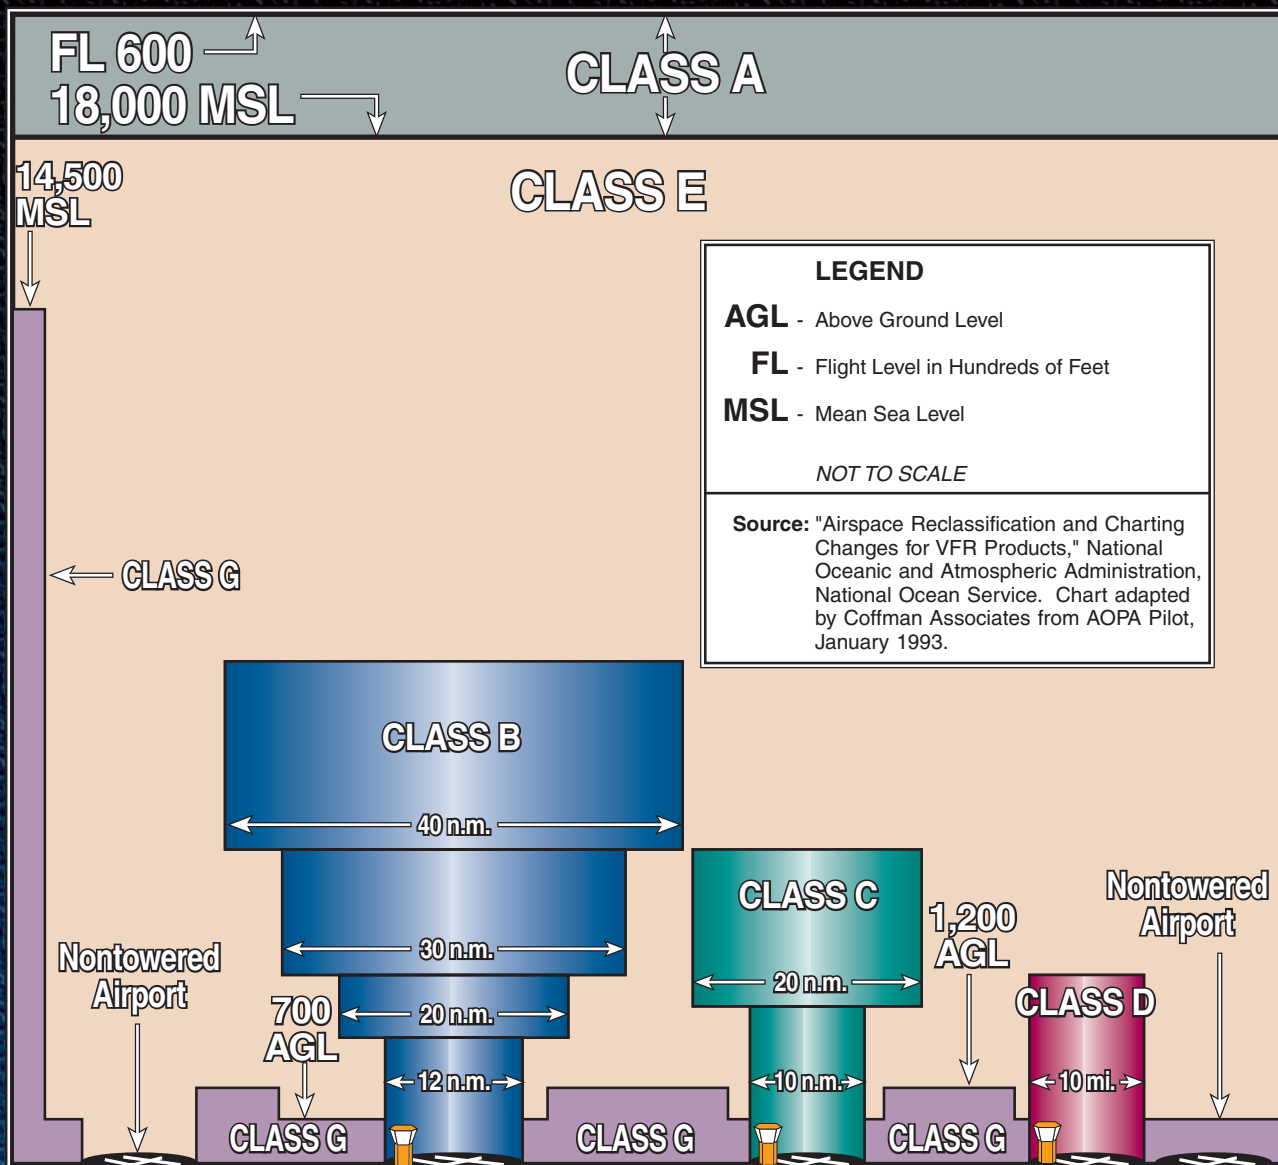 FL 600
18,000 MSL
CLASS A
14,500
MSL
CLASS E
LEGEND
AGL - Above Ground Level
FL - Flight Level in Hundreds of Feet
MSL - Mean Sea Level
NOT TO SCALE
Source: "Airspace Reclassification and Charting
Changes for VFR Products," National
Oceanic and Atmospheric Administration,
National Ocean Service. Chart adapted
by Coffman Associates from AOPA Pilot,
January 1993.
CLASS G
CLASS B
40 n.m.
30 n.m.
20 n.m.
12 n.m.
CLASS C
20 n.m.
10 n.m.
1,200
AGL
Nontowered
Airport
Nontowered
Airport
700
AGL
CLASS D
10 mi.
CLASS G
CLASS G
CLASS G